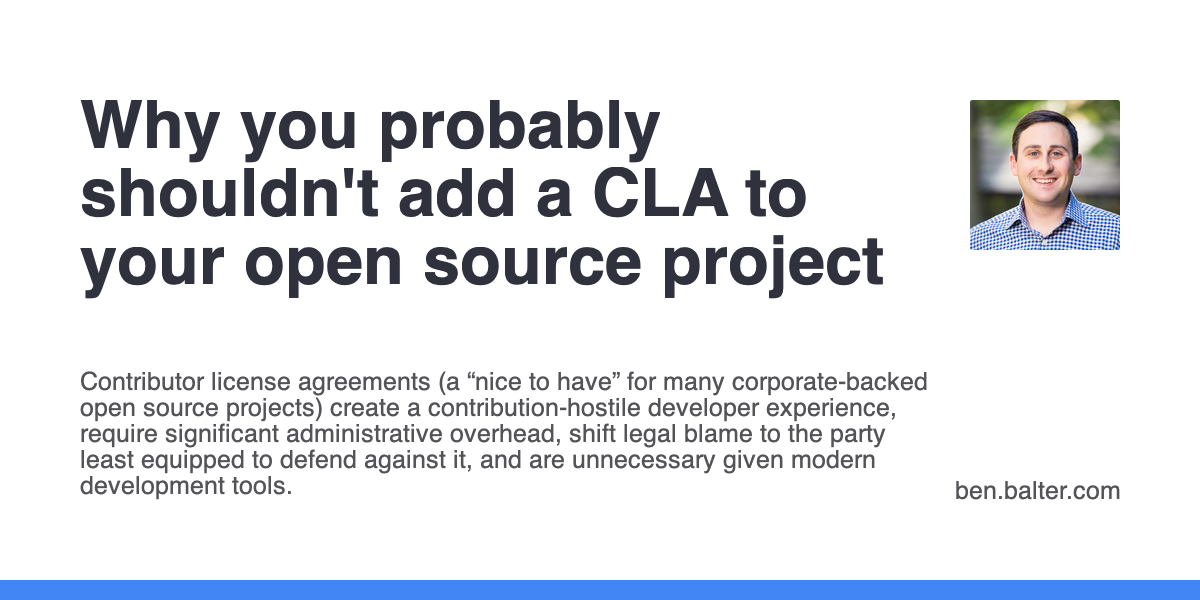 Why you probably
shouldn't add a CLA to
your open source project
Contributor license agreements (a “nice to have” for many corporate-backed
open source projects) create a contribution-hostile developer experience,
require significant administrative overhead, shift legal blame to the party
least equipped to defend against it, and are unnecessary given modern
development tools.
ben.balter.com